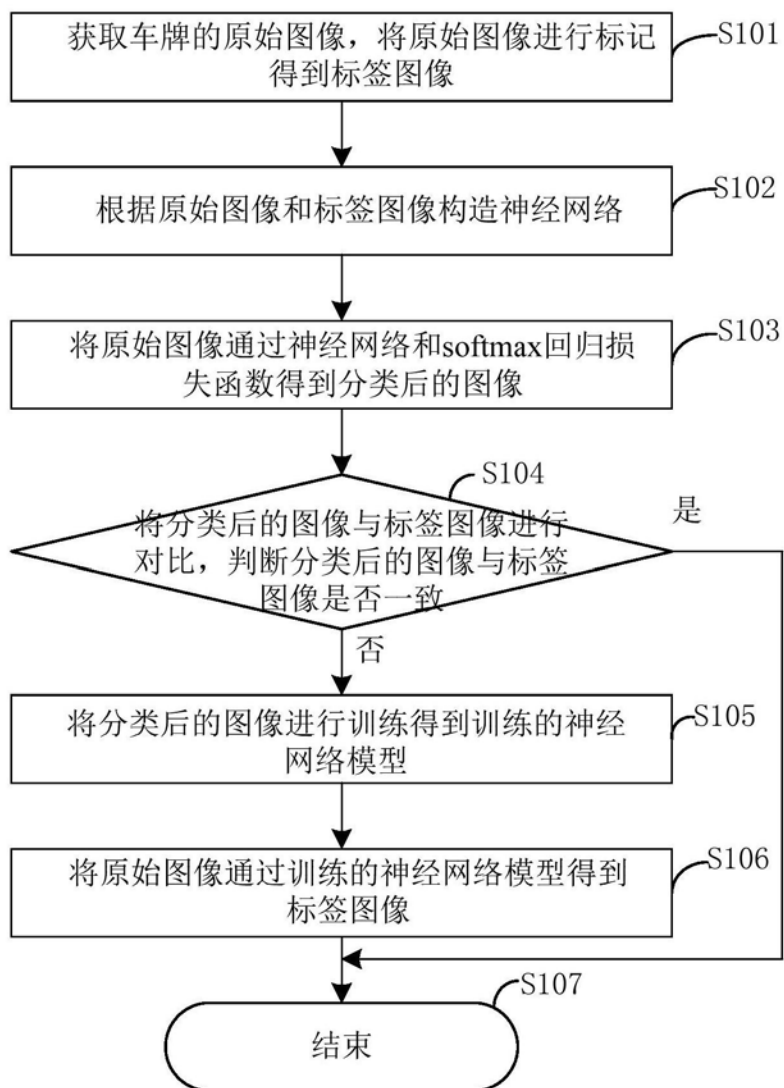 获取车牌的原始图像，将原始图像进行标记
得到标签图像
S101
根据原始图像和标签图像构造神经网络
S102
将原始图像通过神经网络和softmax回归损
失函数得到分类后的图像
S103
S104
将分类后的图像与标签图像进行
对比，判断分类后的图像与标签
图像是否一致
是
否
将分类后的图像进行训练得到训练的神经
网络模型
S105
将原始图像通过训练的神经网络模型得到
标签图像
S106
S107
结束